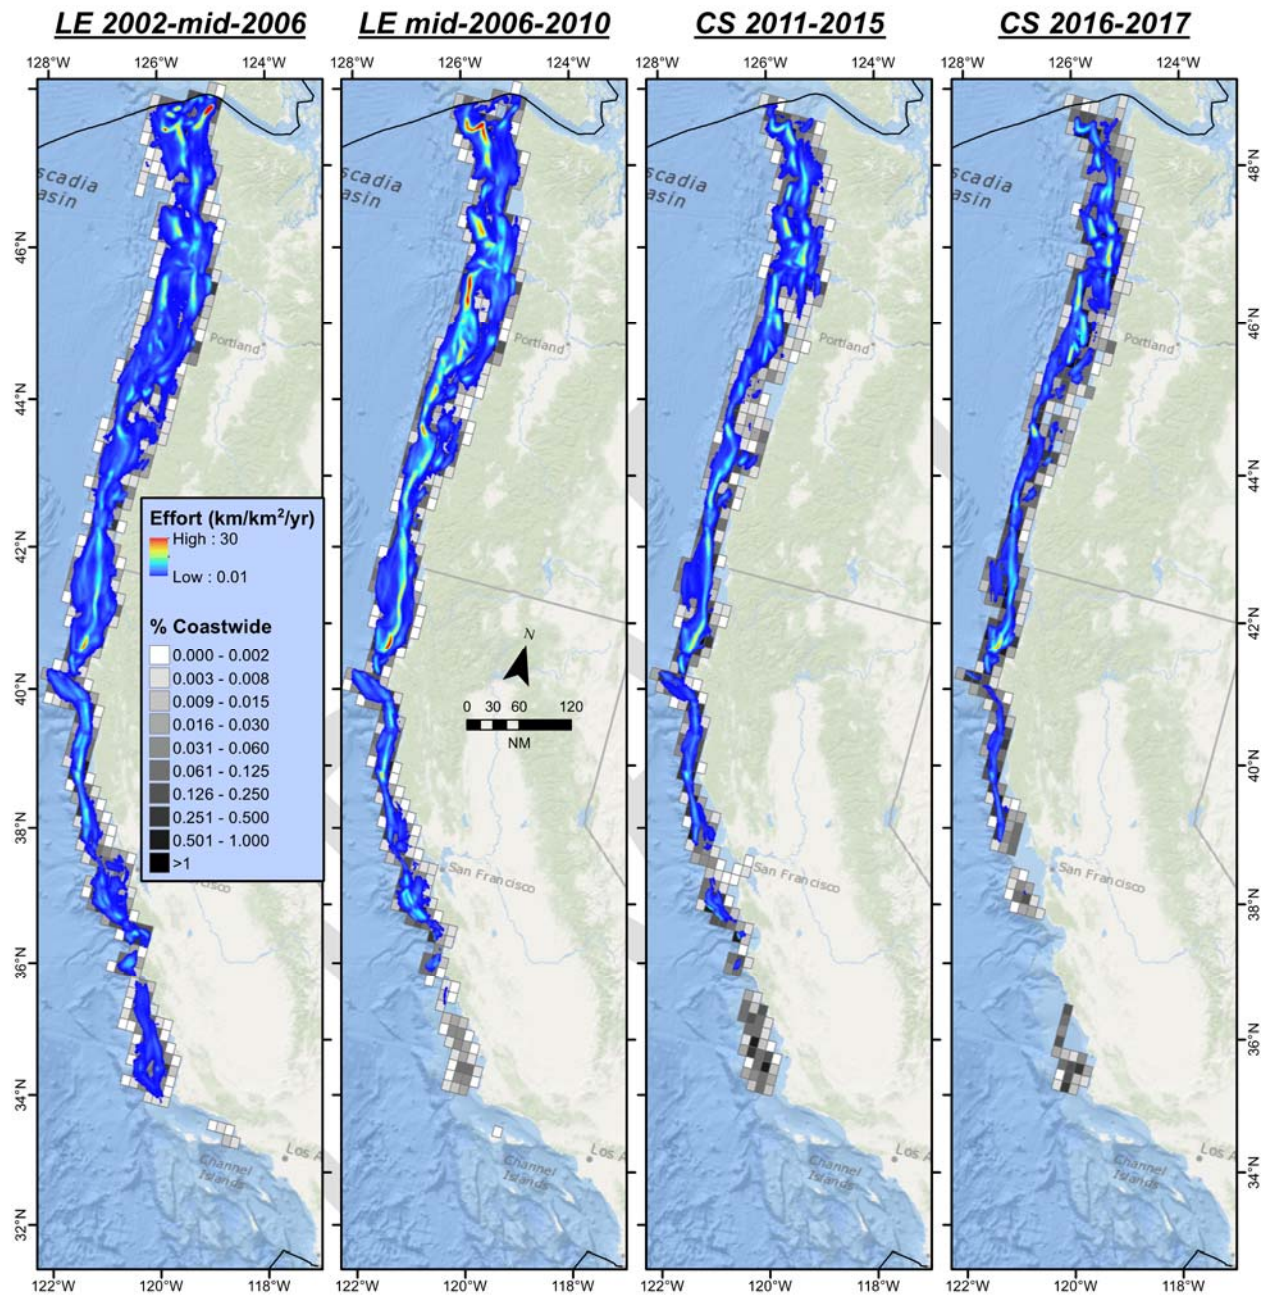 LE 2002-mid-2006
LE mid-2006-2010
CS 2011-2015
CS 2016-2017
128°W 126°W 124°W
128°W 126°W 124°W
128°W 126°W 124°W
128°W 126°W 124°W
scadia
asin
scadia
asin
scadia
asin
scadia
asin
48°N
46°N
46°N
Portland
Portland
Portland
Portland
44°N
44°N
42°N
42°N
40°N
40°N
38°N
38°N
36°N
36°N
34°N
34°N
32°N
Effort (km/km²/yr)
High : 30
Low : 0.01
% Coastwide
0.000 - 0.002
0.003 - 0.008
0.009 - 0.015
0.016 - 0.030
0.031 - 0.060
0.061 - 0.125
0.126 - 0.250
0.251 - 0.500
0.501 - 1.000
>1
N
0 30 60 120
NM
San Francisco
San Francisco
San Francisco
Los A
Los A
Los A
Los A
Channel
Islands
Channel
Islands
Channel
Islands
Channel
Islands
122°W 120°W 118°W
122°W 120°W 118°W
122°W 120°W 118°W
122°W 120°W 118°W